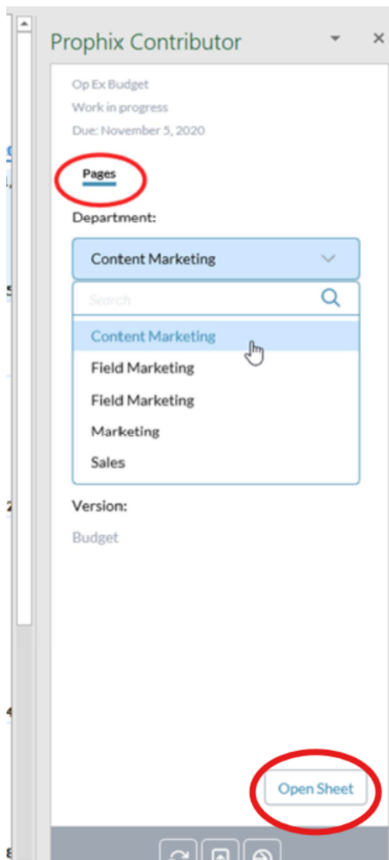 Prophix Contributor
Op Ex Budget
Work in progress
Due: November 5, 2020
Pages
Department:
Content Marketing
Search
Content Marketing
Field Marketing
Field Marketing
Marketing
Sales
Version:
Budget
Open Sheet